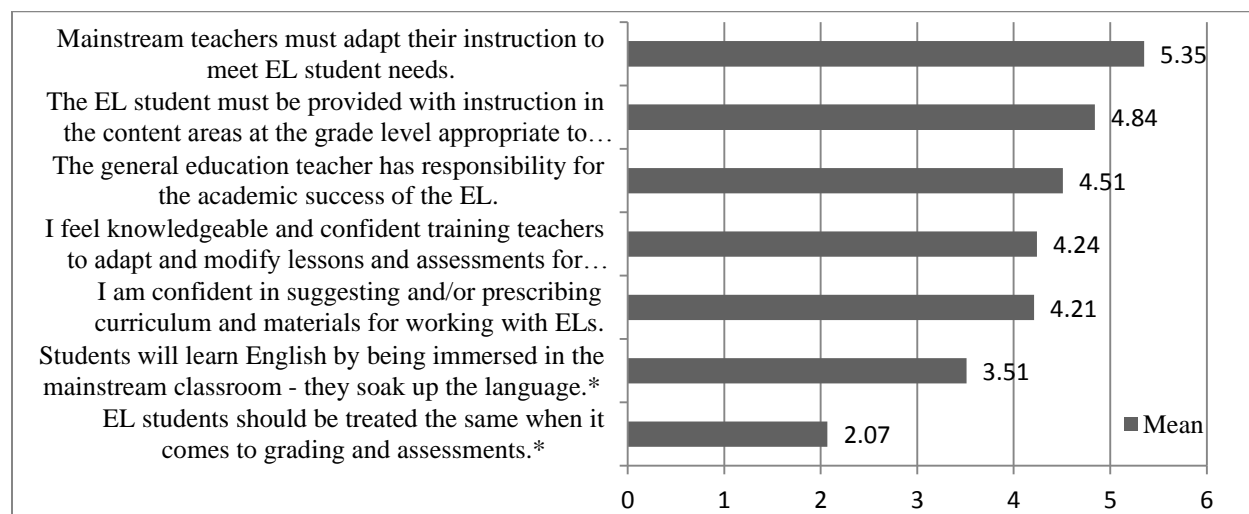 Mainstream teachers must adapt their instruction to
meet EL student needs.
5.35
The EL student must be provided with instruction in
the content areas at the grade level appropriate to…
4.84
The general education teacher has responsibility for
the academic success of the EL.
4.51
I feel knowledgeable and confident training teachers
to adapt and modify lessons and assessments for…
4.24
I am confident in suggesting and/or prescribing
curriculum and materials for working with ELs.
4.21
Students will learn English by being immersed in the
mainstream classroom - they soak up the language.*
3.51
EL students should be treated the same when it
comes to grading and assessments.*
2.07
Mean
0 1 2 3 4 5 6